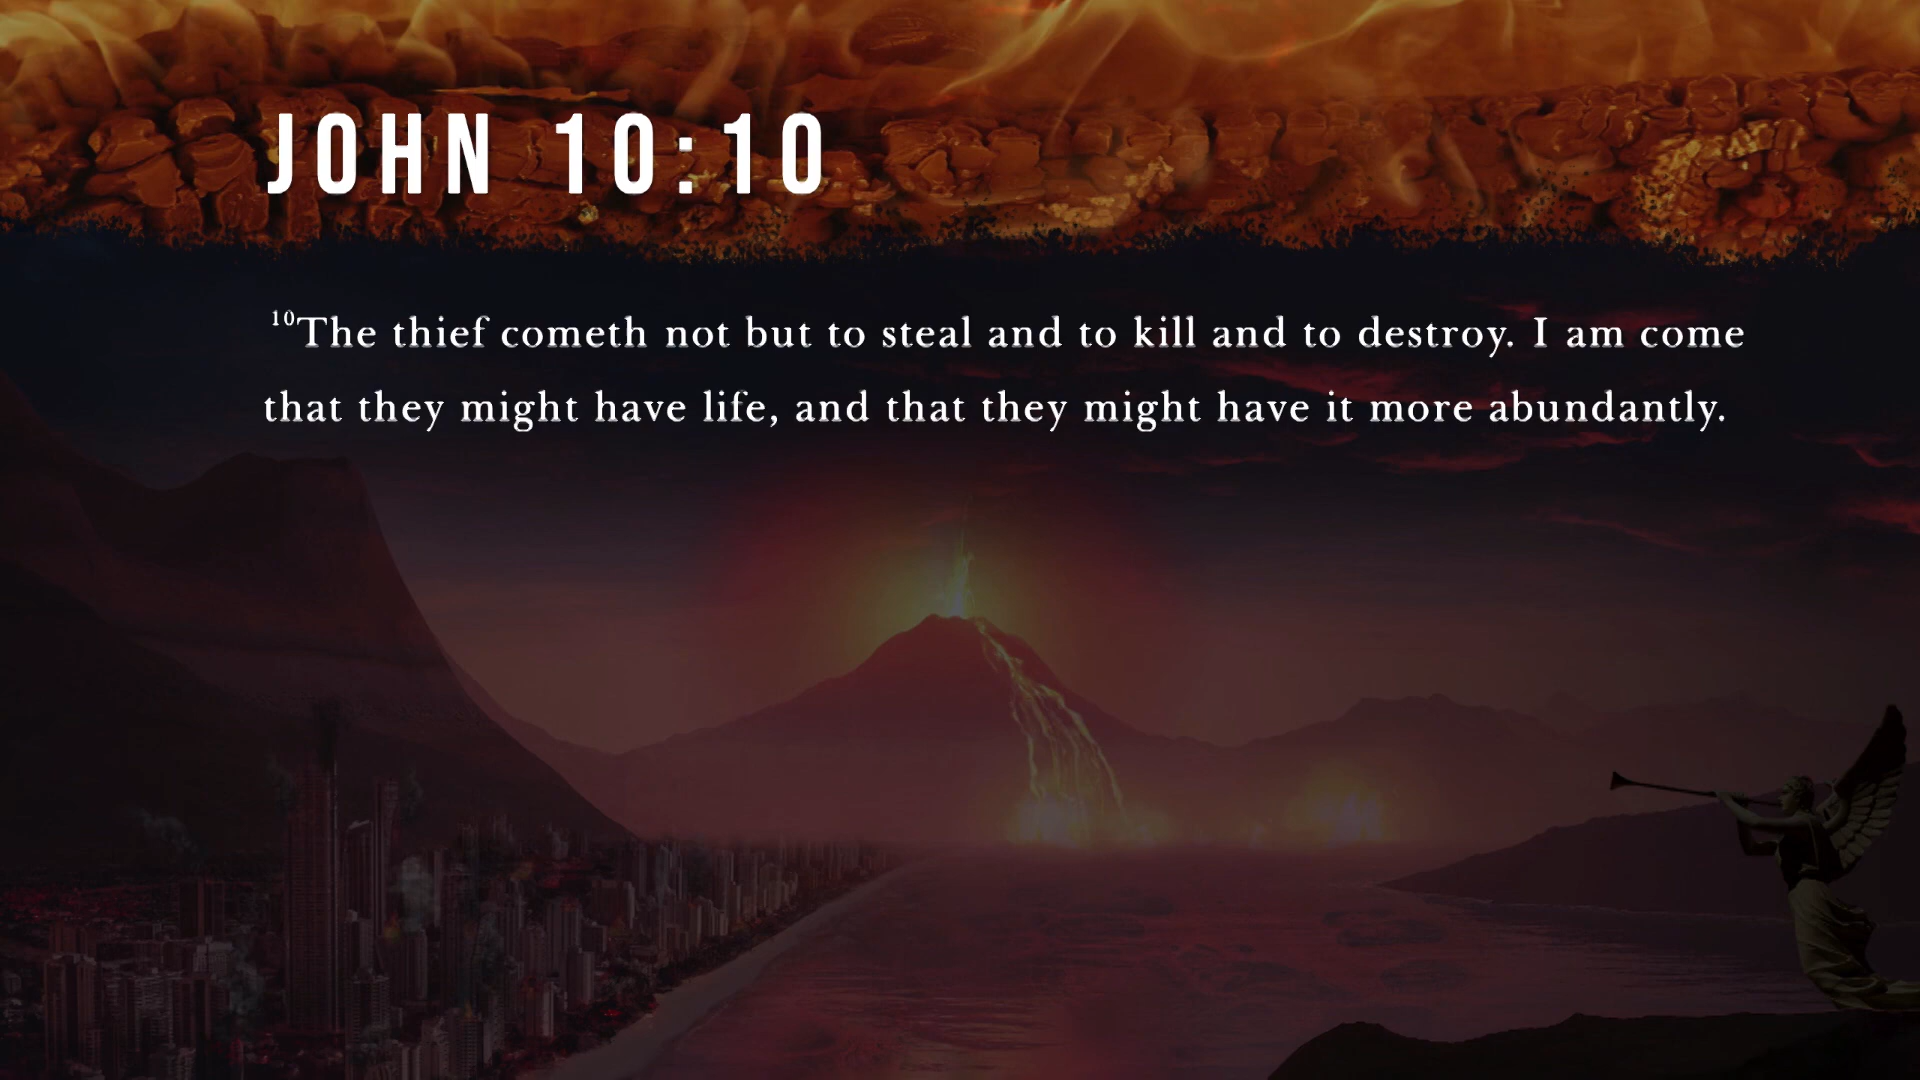 JOHN 10:10
10The thief cometh not but to steal and to kill and to destroy. I am come
that they might have life, and that they might have it more abundantly.